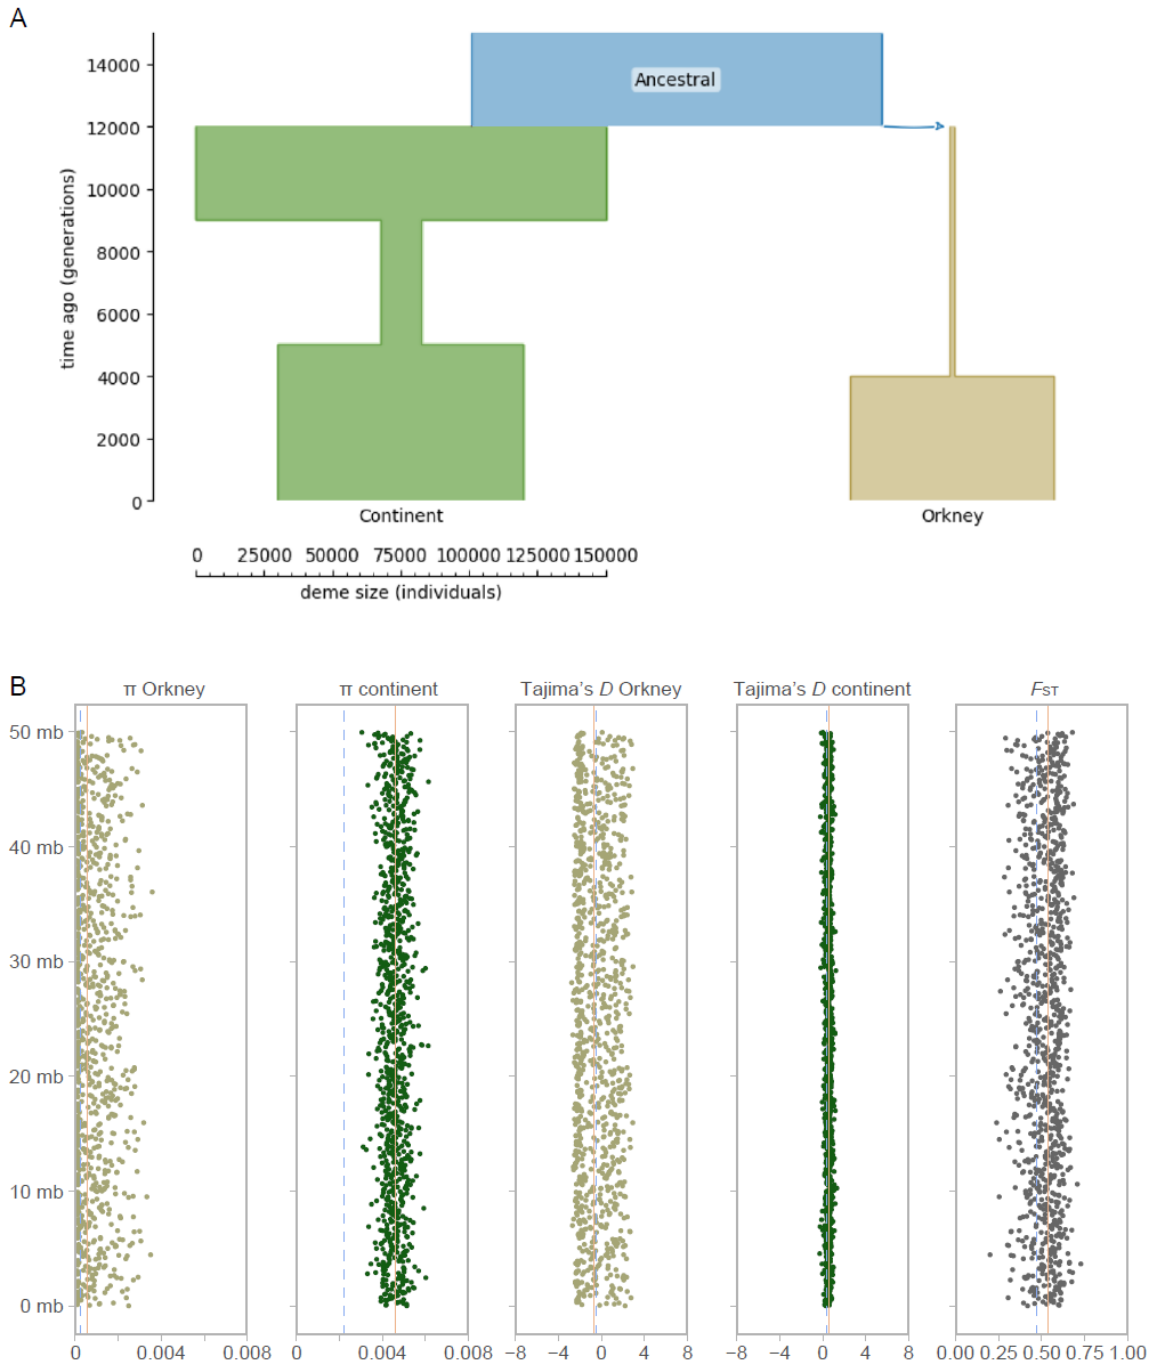 A
Ancestral
14000
12000
10000
8000
6000
4000
2000
0
time ago (generations)
Continent
Orkney
0 25000 50000 75000 100000 125000 150000
deme size (individuals)
B
π Orkney
π continent
Tajima's D Orkney
Tajima's D continent
FST
50 mb
40 mb
30 mb
20 mb
10 mb
0 mb
0 0.004 0.008
0 0.004 0.008
−8 −4 0 4 8
−8 −4 0 4 8
0.00 0.25 0.50 0.75 1.00